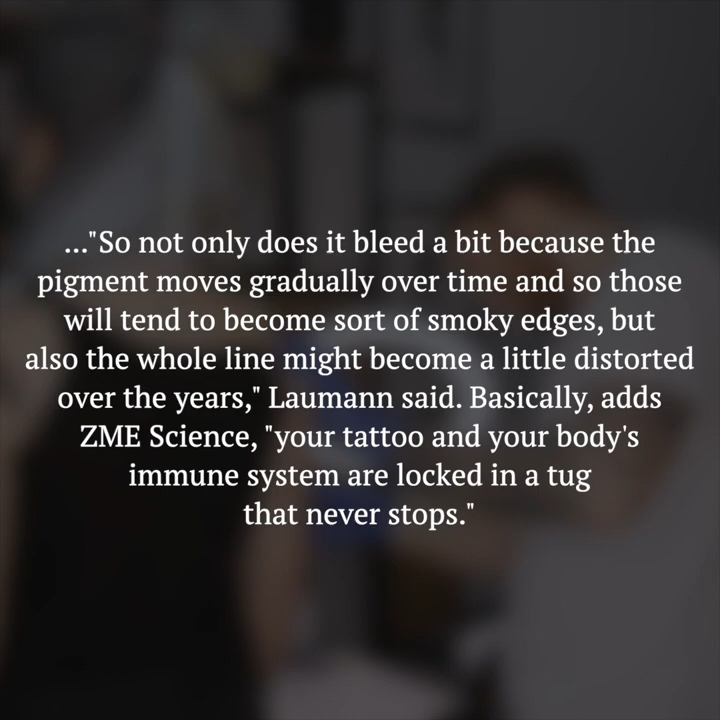 ..."So not only does it bleed a bit because the
pigment moves gradually over time and so those
will tend to become sort of smoky edges, but
also the whole line might become a little distorted
over the years," Laumann said. Basically, adds
ZME Science, "your tattoo and your body's
immune system are locked in a tug
that never stops."